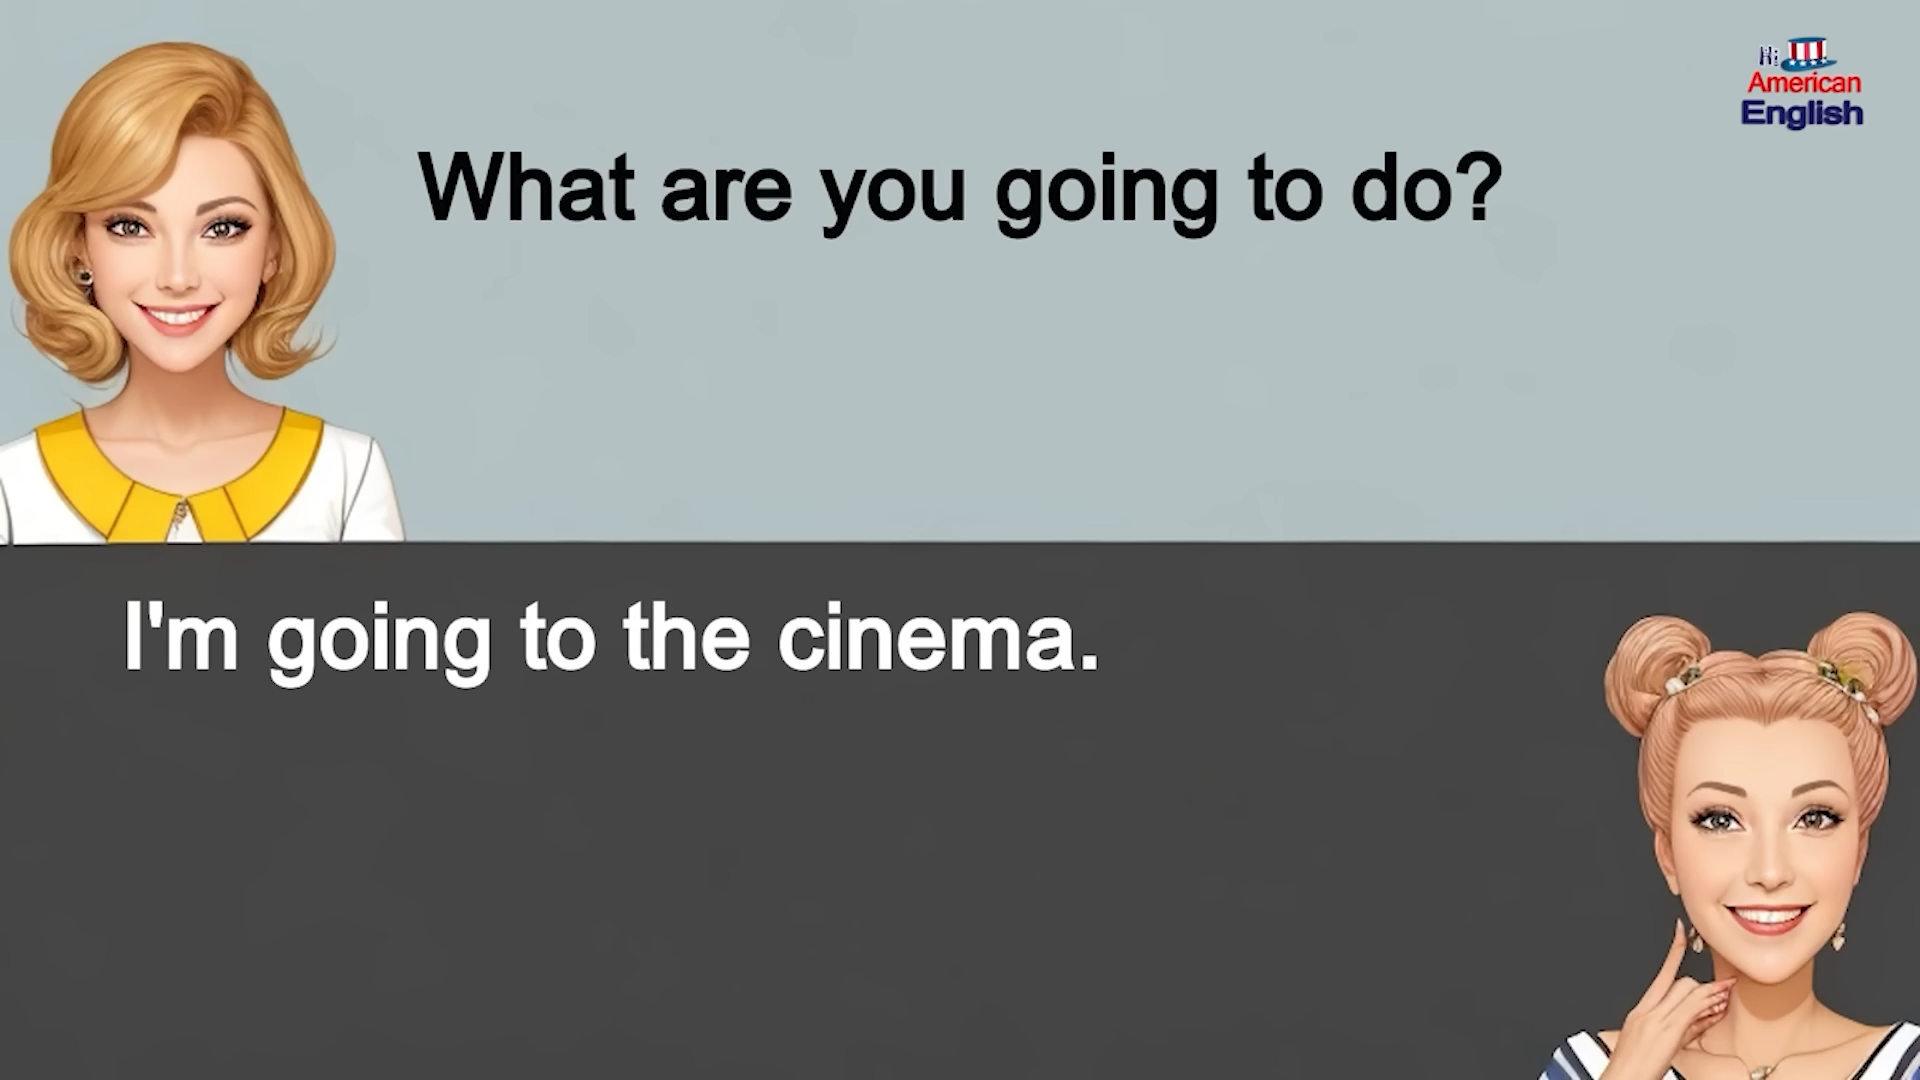 Hi
American
English
What are you going to do?
I'm going to the cinema.